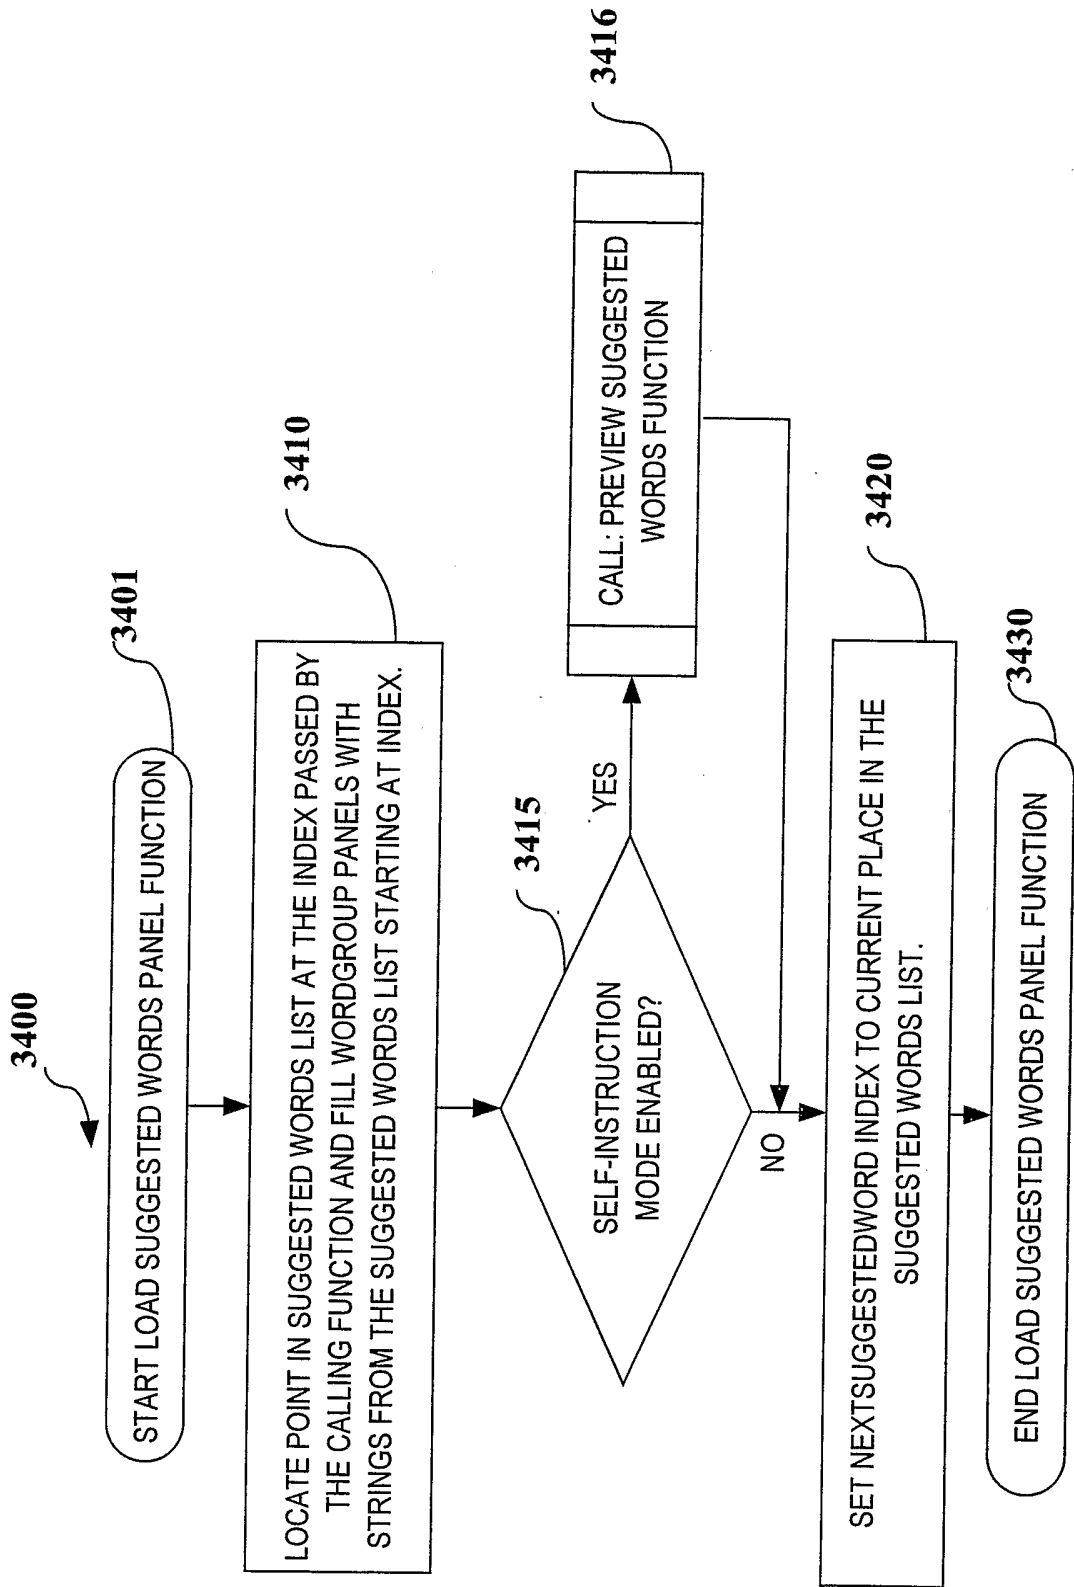 3400
3401
START LOAD SUGGESTED WORDS PANEL FUNCTION
3410
LOCATE POINT IN SUGGESTED WORDS LIST AT THE INDEX PASSED BY
THE CALLING FUNCTION AND FILL WORDGROUP PANELS WITH
STRINGS FROM THE SUGGESTED WORDS LIST STARTING AT INDEX.
3415
SELF-INSTRUCTION
MODE ENABLED?
YES
3416
CALL: PREVIEW SUGGESTED
WORDS FUNCTION
NO
3420
SET NEXTSUGGESTEDWORD INDEX TO CURRENT PLACE IN THE
SUGGESTED WORDS LIST.
3430
END LOAD SUGGESTED WORDS PANEL FUNCTION